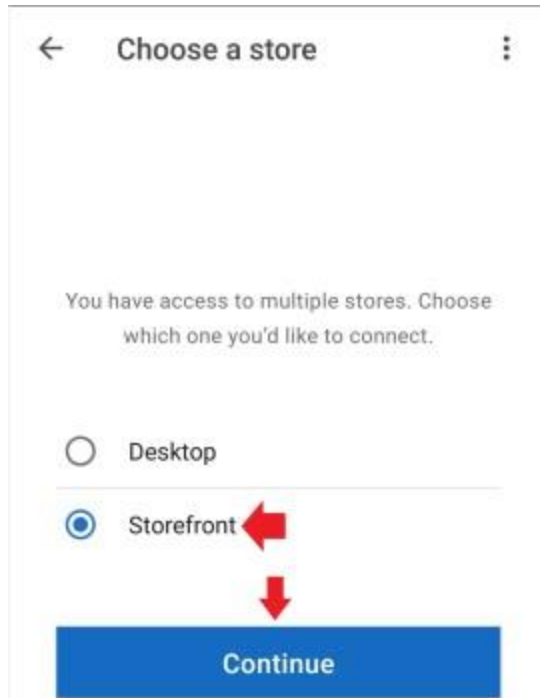 Choose a store
You have access to multiple stores. Choose
which one you'd like to connect.
Desktop
Storefront
Continue